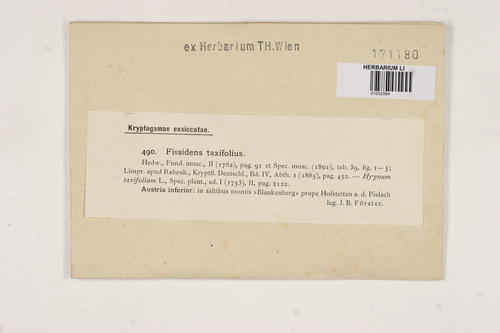 ex Herbarium TH.Wien
171180
HERBARIUM LI
01032994
Kryptogamae exsiccatae.
490. Fissidens taxifolius.
Hedw., Fund. musc., II (1782), pag. 91 et Spec. musc. (1801), tab. 39, fig. 1—5;
Limpr. apud Rabenh., Kryptfl. Deutschl., Bd. IV, Abth. 1 (1885), pag. 452. — Hypnum
taxifolium L., Spec. plant., ed. I (1753), II, pag. 1122.
Austria inferior: in saltibus montis »Blankenberg« prope Hofstetten a. d. Pielach
leg. J. B. Förster.